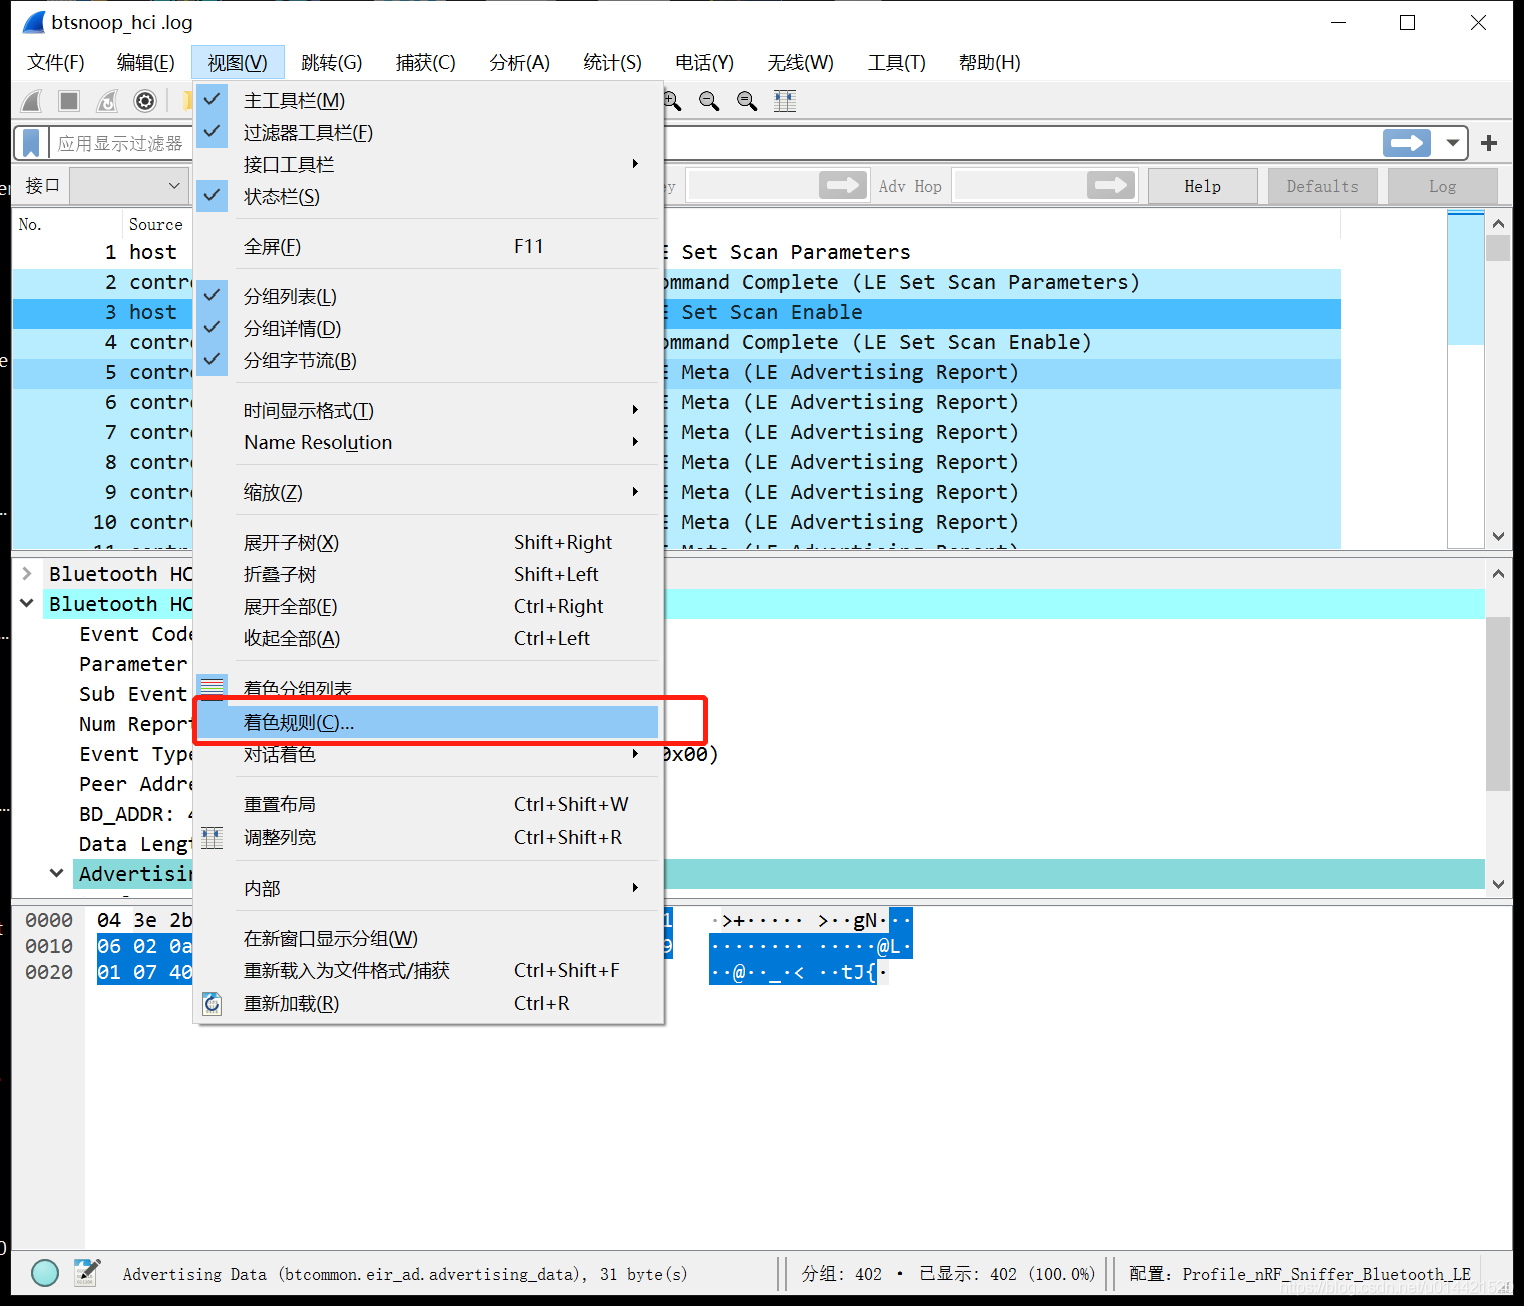 btsnoop_hci .log
文件(F) 编辑(E) 视图(V) 跳转(G) 捕获(C) 分析(A) 统计(S) 电话(Y) 无线(W) 工具(T) 帮助(H)
应用显示过滤器
接口
Adv Hop
Help Defaults Log
No. Source
1 host Set Scan Parameters
2 Command Complete (LE Set Scan Parameters)
3 host Set Scan Enable
4 Command Complete (LE Set Scan Enable)
5 Meta (LE Advertising Report)
6 Meta (LE Advertising Report)
7 Meta (LE Advertising Report)
8 Meta (LE Advertising Report)
9 Meta (LE Advertising Report)
10 Meta (LE Advertising Report)
主工具栏(M)
过滤器工具栏(F)
接口工具栏
状态栏(S)
全屏(F) F11
分组列表(L)
分组详情(D)
分组字节流(B)
时间显示格式(T)
Name Resolution
缩放(Z)
展开子树(X) Shift+Right
折叠子树 Shift+Left
展开全部(E) Ctrl+Right
收起全部(A) Ctrl+Left
着色分组列表
着色规则(C)...
对话着色
重置布局 Ctrl+Shift+W
调整列宽 Ctrl+Shift+R
内部
在新窗口显示分组(W)
重新载入为文件格式/捕获 Ctrl+Shift+F
重新加载(R) Ctrl+R
Bluetooth HC
Bluetooth HC
Event Code
Parameter
Sub Event
Num Report
Event Type 0x00)
Peer Addre
BD_ADDR: 4
Data Lengt
Advertisin
0000 04 3e 2b ·>+····· >··gN···
0010 06 02 0a ········ ·····@L·
0020 01 07 40 ··@··_·< ··tJ{·
Advertising Data (btcommon.eir_ad.advertising_data), 31 byte(s)
分组: 402 · 已显示: 402 (100.0%)
配置: Profile_nRF_Sniffer_Bluetooth_LE